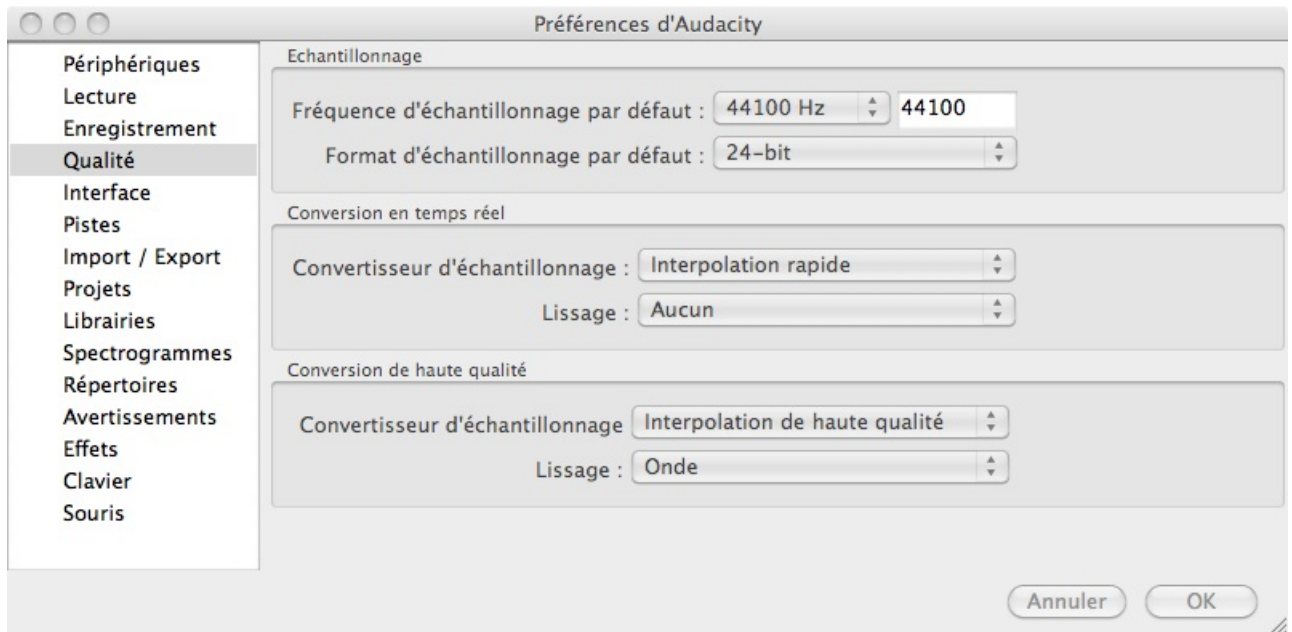 Préférences d'Audacity
Périphériques
Lecture
Enregistrement
Qualité
Interface
Pistes
Import / Export
Projets
Librairies
Spectrogrammes
Répertoires
Avertissements
Effets
Clavier
Souris
Echantillonnage
Fréquence d'échantillonnage par défaut : 44100 Hz 44100
Format d'échantillonnage par défaut : 24-bit
Conversion en temps réel
Convertisseur d'échantillonnage : Interpolation rapide
Lissage : Aucun
Conversion de haute qualité
Convertisseur d'échantillonnage Interpolation de haute qualité
Lissage : Onde
Annuler OK